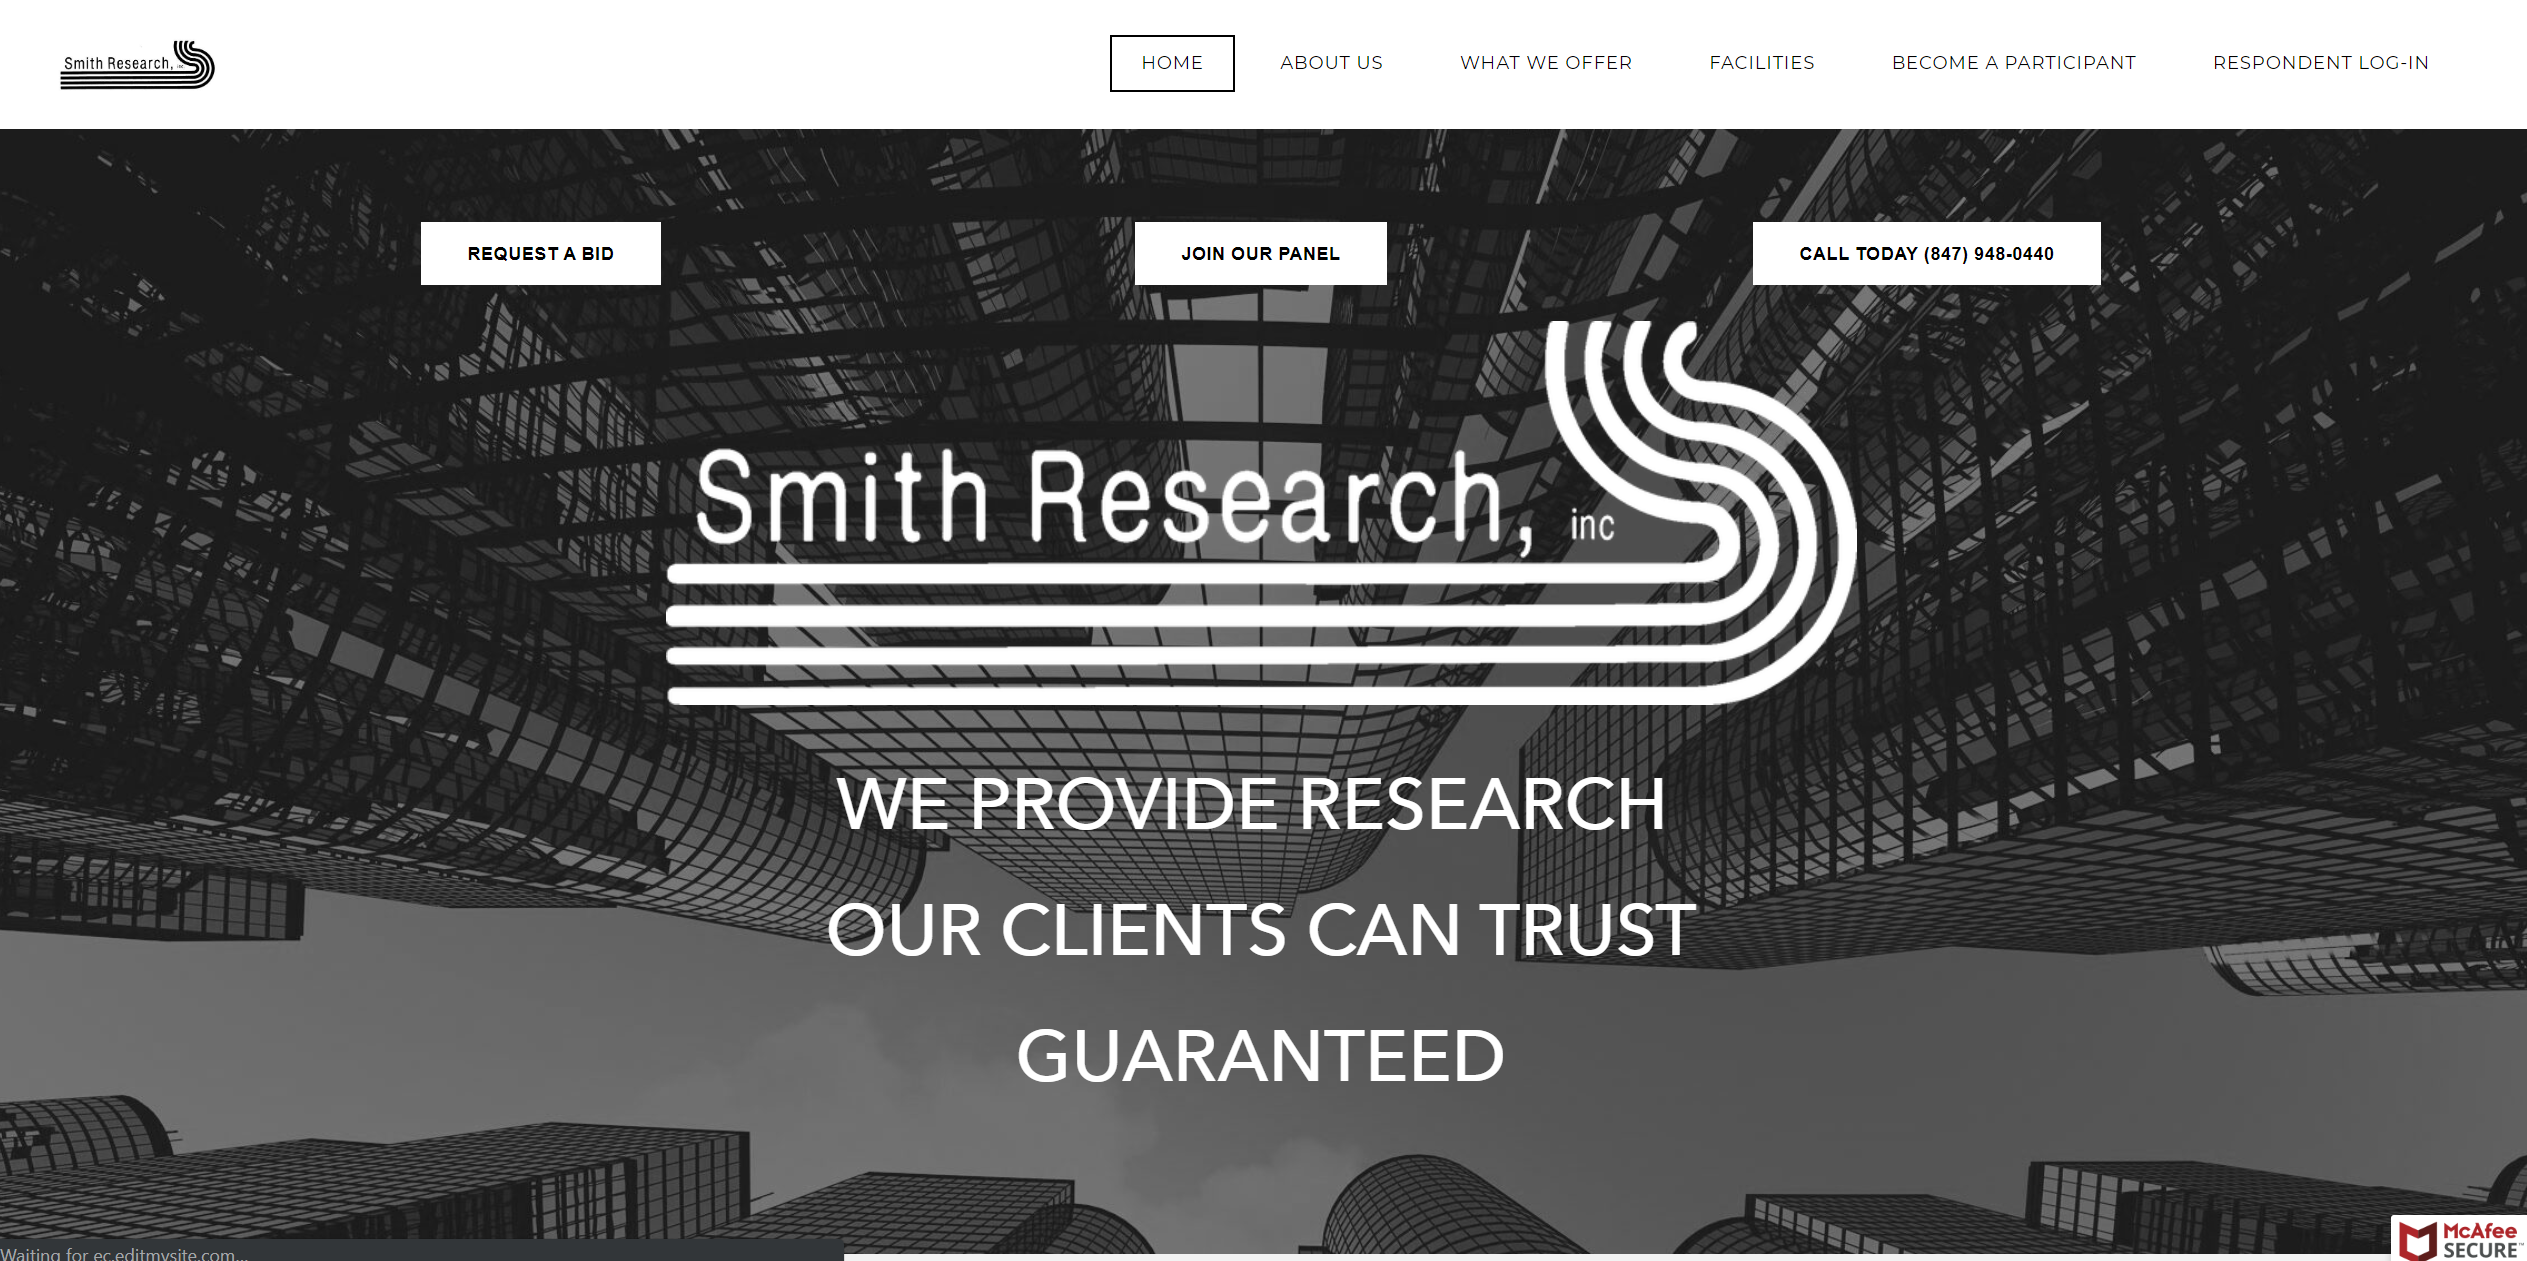 Smith Research, inc
HOME
ABOUT US
WHAT WE OFFER
FACILITIES
BECOME A PARTICIPANT
RESPONDENT LOG-IN
REQUEST A BID
JOIN OUR PANEL
CALL TODAY (847) 948-0440
Smith Research, inc
WE PROVIDE RESEARCH
OUR CLIENTS CAN TRUST
GUARANTEED
Waiting for ec.editmysite.com...
McAfee
SECURE™